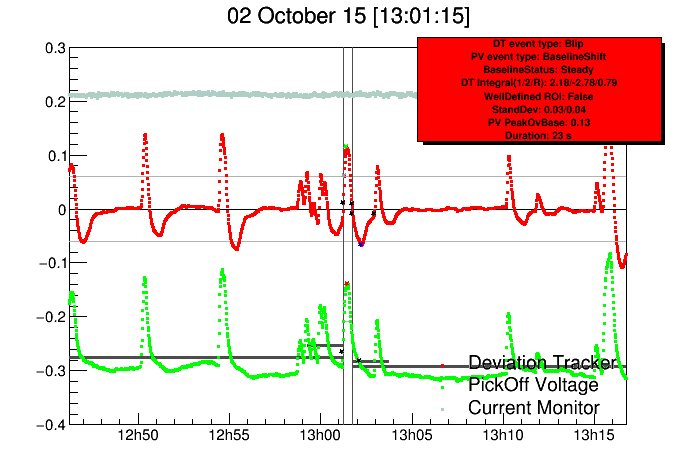 02 October 15 [13:01:15]
DT event type: Blip
PV event type: BaselineShift
BaselineStatus: Steady
DT Integral(1/2/R): 2.18/-2.78/0.79
WellDefined ROI: False
StandDev: 0.03/0.04
PV PeakOvBase: 0.13
Duration: 23 s
0.3
0.2
0.1
0
−0.1
−0.2
−0.3
−0.4
Deviation Tracker
PickOff Voltage
Current Monitor
12h50 12h55 13h00 13h05 13h10 13h15